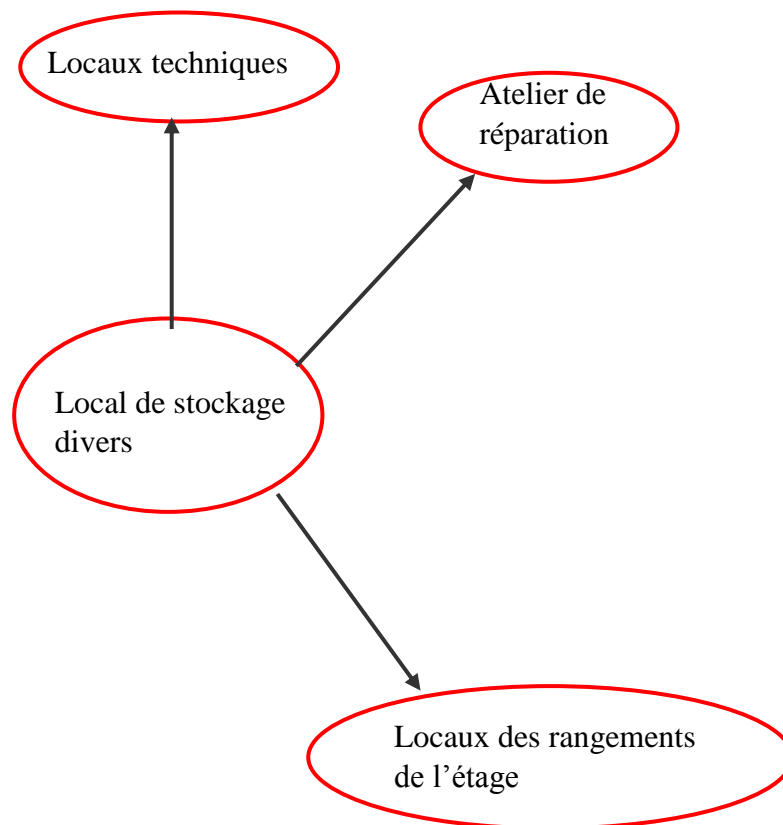 Locaux techniques
Atelier de
réparation
Local de stockage
divers
Locaux des rangements
de l’étage